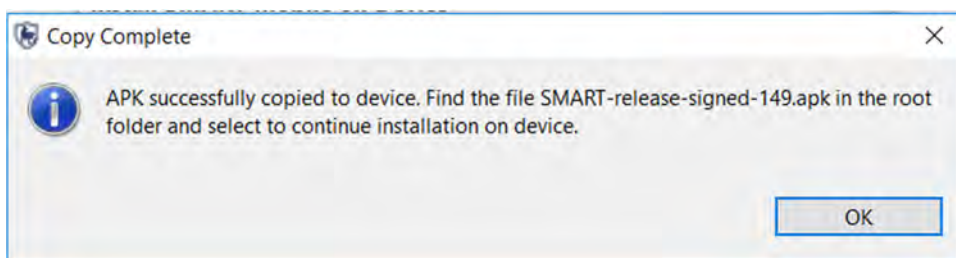 Copy Complete
APK successfully copied to device. Find the file SMART-release-signed-149.apk in the root
folder and select to continue installation on device.
OK